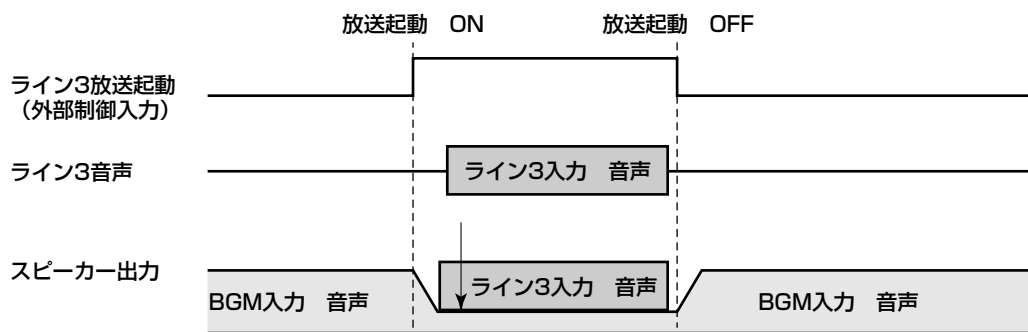 放送起動　ON
放送起動　OFF
ライン3放送起動
（外部制御入力）
ライン3音声
ライン3入力　音声
スピーカー出力
BGM入力　音声
ライン3入力　音声
BGM入力　音声